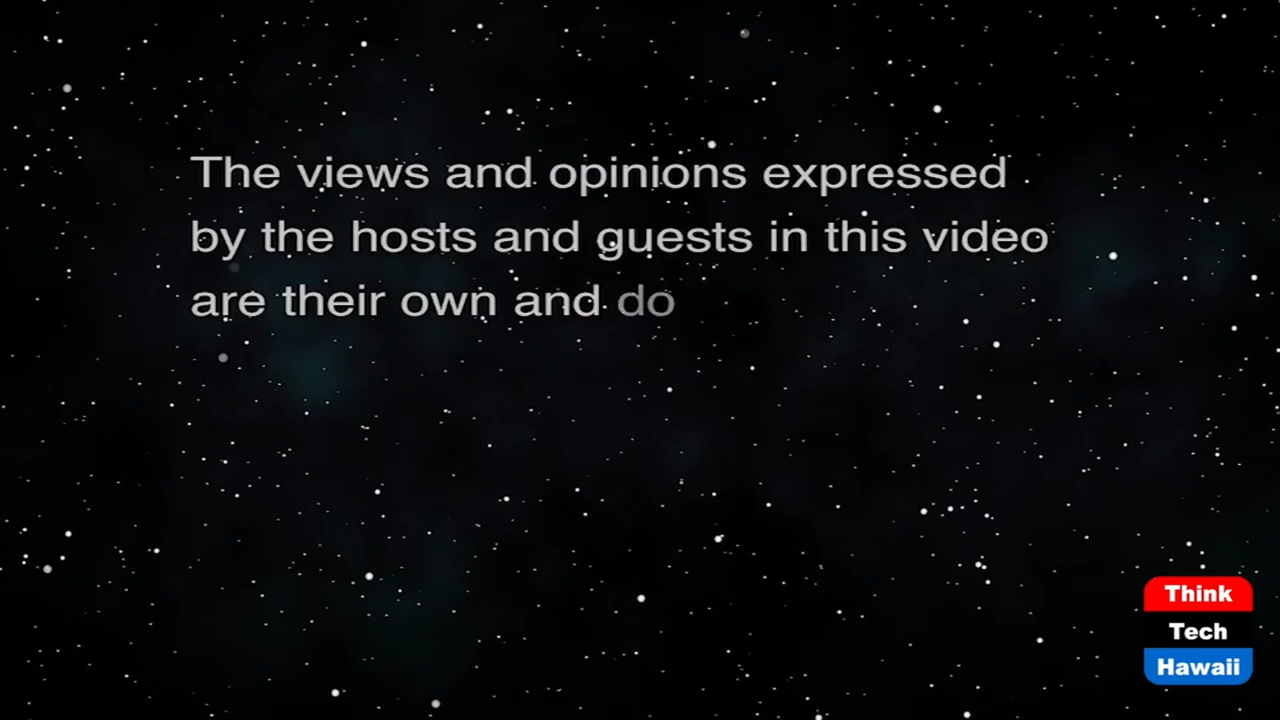 The views and opinions expressed
by the hosts and guests in this video
are their own and do
Think
Tech
Hawaii